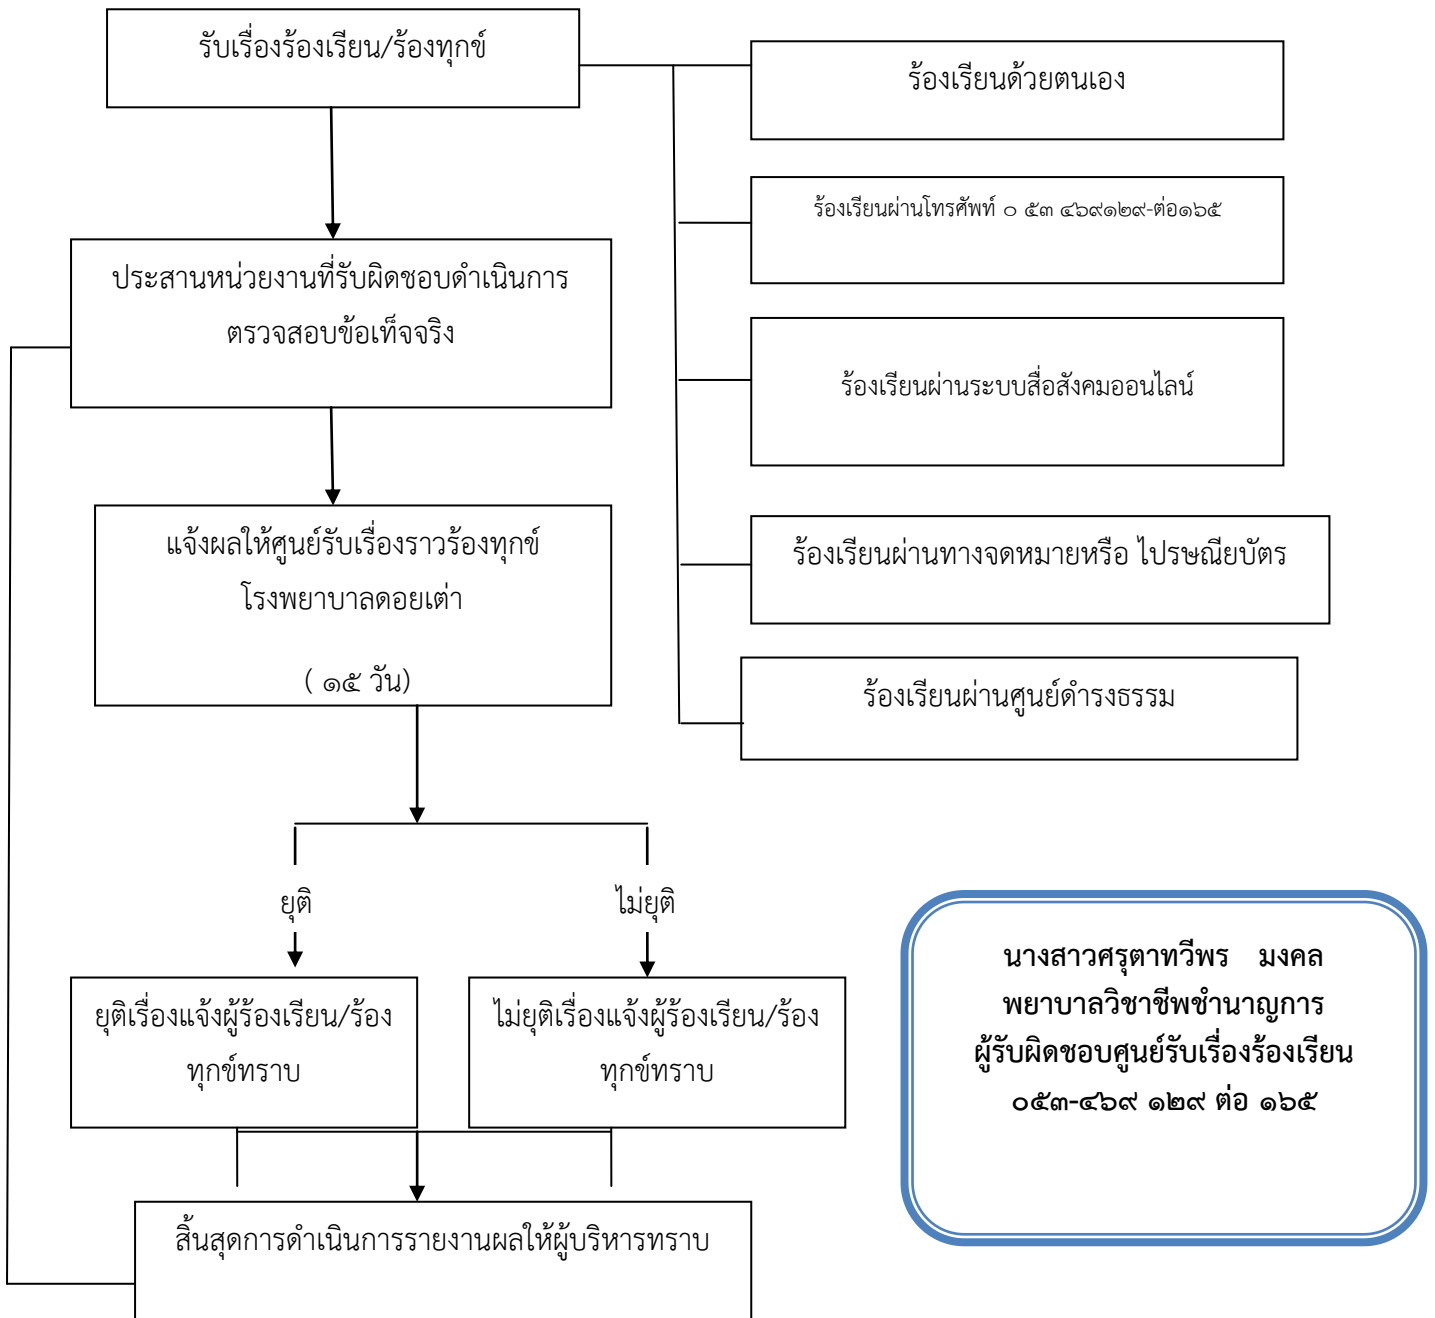 รับเรื่องร้องเรียน/ร้องทุกข์
ร้องเรียนด้วยตนเอง
ร้องเรียนผ่านโทรศัพท์ ๐ ๕๓ ๔๖๙๑๒๙-ต่อ๑๖๕
ประสานหน่วยงานที่รับผิดชอบดำเนินการ
ตรวจสอบข้อเท็จจริง
ร้องเรียนผ่านระบบสื่อสังคมออนไลน์
แจ้งผลให้ศูนย์รับเรื่องราวร้องทุกข์
โรงพยาบาลดอยเต่า
( ๑๕ วัน)
ร้องเรียนผ่านทางจดหมายหรือ ไปรษณียบัตร
ร้องเรียนผ่านศูนย์ดำรงธรรม
ยุติ
ไม่ยุติ
ยุติเรื่องแจ้งผู้ร้องเรียน/ร้อง
ทุกข์ทราบ
ไม่ยุติเรื่องแจ้งผู้ร้องเรียน/ร้อง
ทุกข์ทราบ
นางสาวศรุตาทวีพร มงคล
พยาบาลวิชาชีพชำนาญการ
ผู้รับผิดชอบศูนย์รับเรื่องร้องเรียน
๐๕๓-๔๖๙ ๑๒๙ ต่อ ๑๖๕
สิ้นสุดการดำเนินการรายงานผลให้ผู้บริหารทราบ